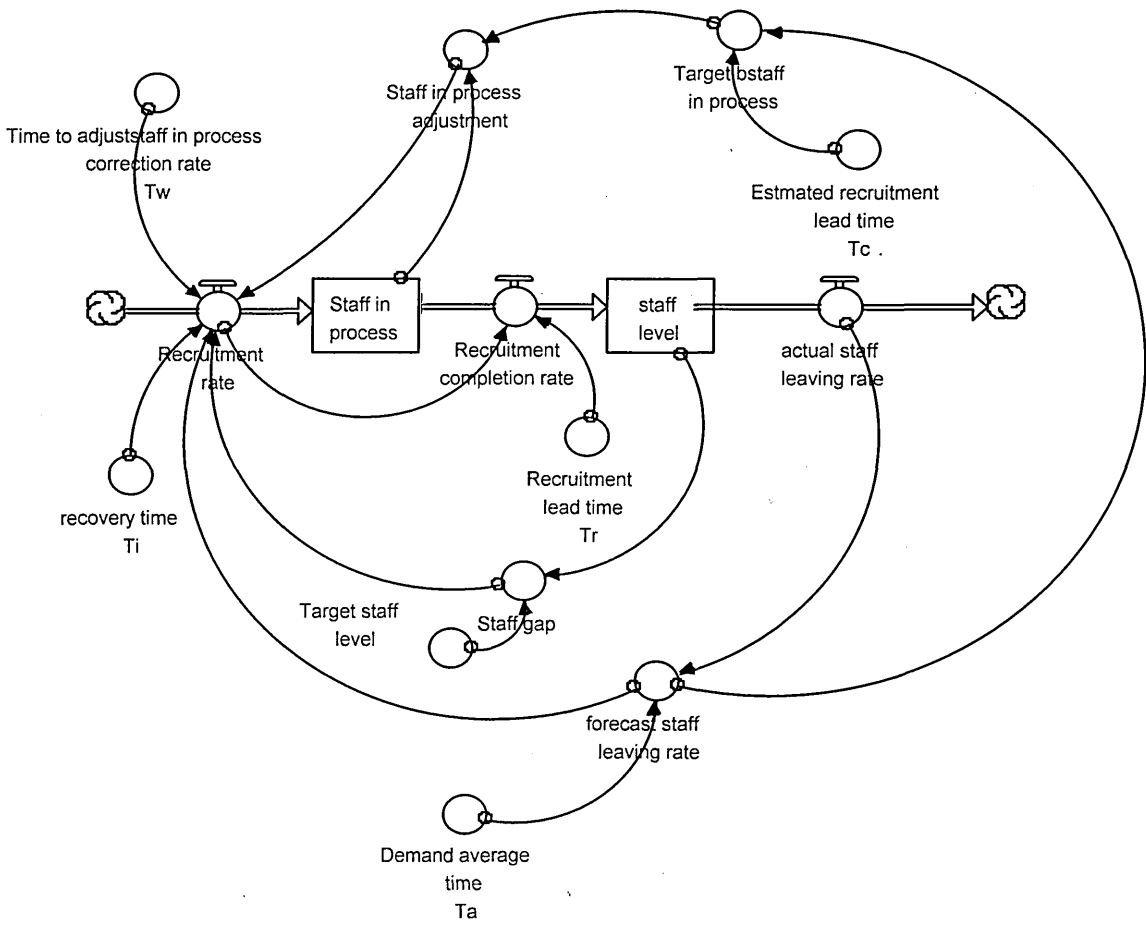 Target bstaff
in process
Staff in process
adjustment
Time to adjuststaff in process
correction rate
Tw
Estmated recruitment
lead time
Tc .
Staff in
process
staff
level
Recruitment
rate
Recruitment
completion rate
actual staff
leaving rate
recovery time
Ti
Recruitment
lead time
Tr
Target staff
level
Staff gap
forecast staff
leaving rate
Demand average
time
Ta